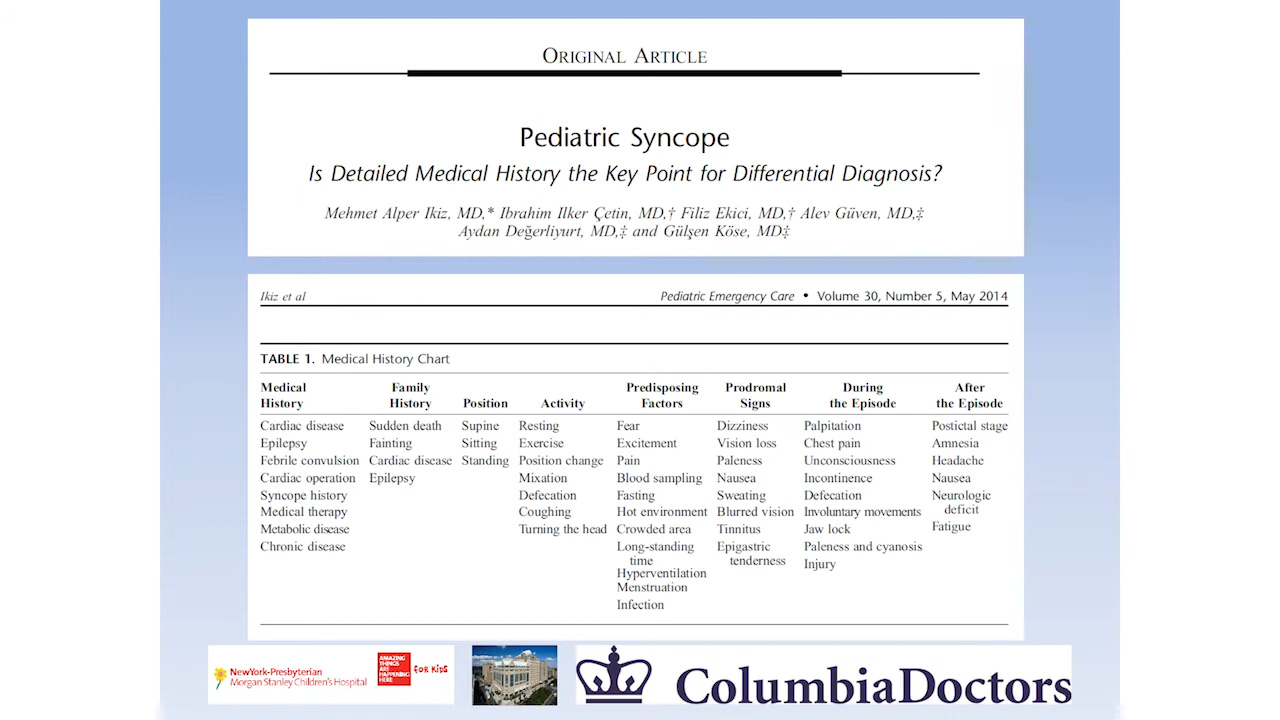 ORIGINAL ARTICLE
Pediatric Syncope
Is Detailed Medical History the Key Point for Differential Diagnosis?
Mehmet Alper Ikiz, MD,* Ibrahim Ilker Çetin, MD,† Filiz Ekici, MD,† Alev Güven, MD,‡
Aydan Değerliyurt, MD,‡ and Gülşen Köse, MD‡
Ikiz et al Pediatric Emergency Care • Volume 30, Number 5, May 2014
TABLE 1. Medical History Chart
Medical Family Predisposing Prodromal During After
History History Position Activity Factors Signs the Episode the Episode
Cardiac disease Sudden death Supine Resting Fear Dizziness Palpitation Postictal stage
Epilepsy Fainting Sitting Exercise Excitement Vision loss Chest pain Amnesia
Febrile convulsion Cardiac disease Standing Position change Pain Paleness Unconsciousness Headache
Cardiac operation Epilepsy Mixation Blood sampling Nausea Incontinence Nausea
Syncope history Defecation Fasting Sweating Defecation Neurologic
deficit
Medical therapy Coughing Hot environment Blurred vision Involuntary movements
Metabolic disease Turning the head Crowded area Tinnitus Jaw lock Fatigue
Chronic disease Long-standing Epigastric Paleness and cyanosis
time tenderness Injury
Hyperventilation
Menstruation
Infection
NewYork-Presbyterian
Morgan Stanley Children's Hospital
AMAZING
THINGS
ARE
HAPPENING
HERE
FOR KIDS
ColumbiaDoctors